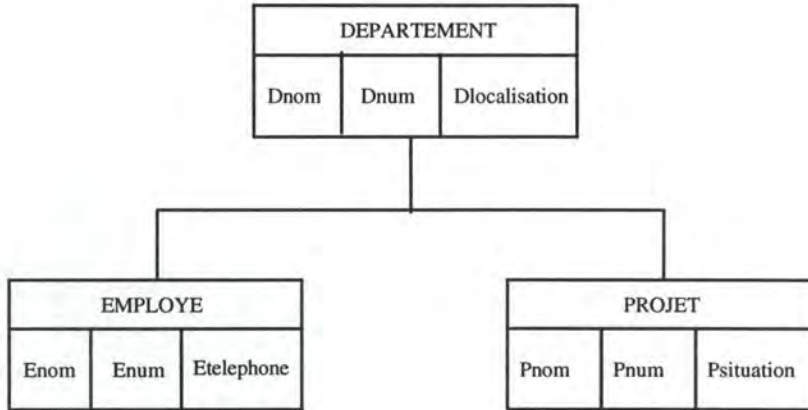 DEPARTEMENT
Dnom Dnum Dlocalisation
EMPLOYE
Enom Enum Etelephone
PROJET
Pnom Pnum Psituation